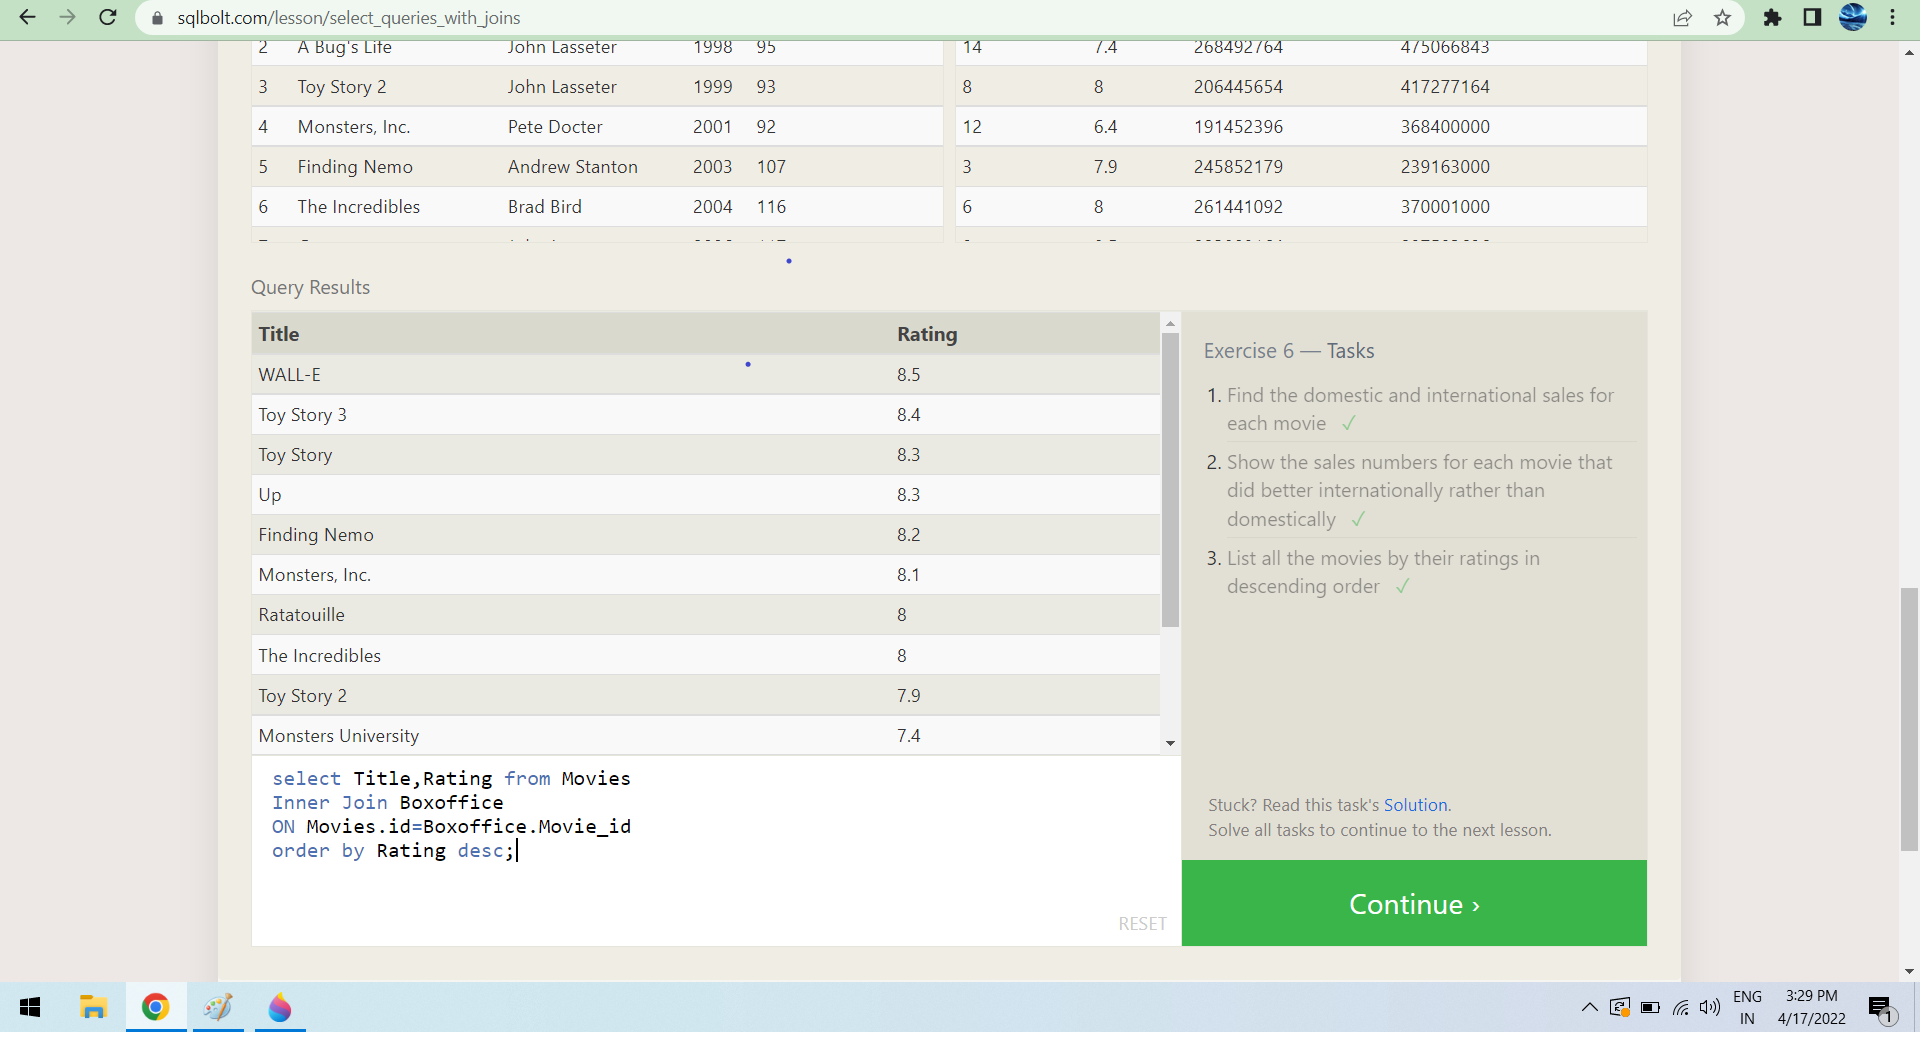 sqlbolt.com/lesson/select_queries_with_joins
2 A Bug's Life John Lasseter 1998 95 14 7.4 268492764 475066843
3 Toy Story 2 John Lasseter 1999 93 8 8 206445654 417277164
4 Monsters, Inc. Pete Docter 2001 92 12 6.4 191452396 368400000
5 Finding Nemo Andrew Stanton 2003 107 3 7.9 245852179 239163000
6 The Incredibles Brad Bird 2004 116 6 8 261441092 370001000
Query Results
Title Rating
WALL-E 8.5
Toy Story 3 8.4
Toy Story 8.3
Up 8.3
Finding Nemo 8.2
Monsters, Inc. 8.1
Ratatouille 8
The Incredibles 8
Toy Story 2 7.9
Monsters University 7.4
select Title,Rating from Movies
Inner Join Boxoffice
ON Movies.id=Boxoffice.Movie_id
order by Rating desc;
RESET
Exercise 6 — Tasks
1. Find the domestic and international sales for
each movie ✓
2. Show the sales numbers for each movie that
did better internationally rather than
domestically ✓
3. List all the movies by their ratings in
descending order ✓
Stuck? Read this task's Solution.
Solve all tasks to continue to the next lesson.
Continue ›
ENG
IN
3:29 PM
4/17/2022
1